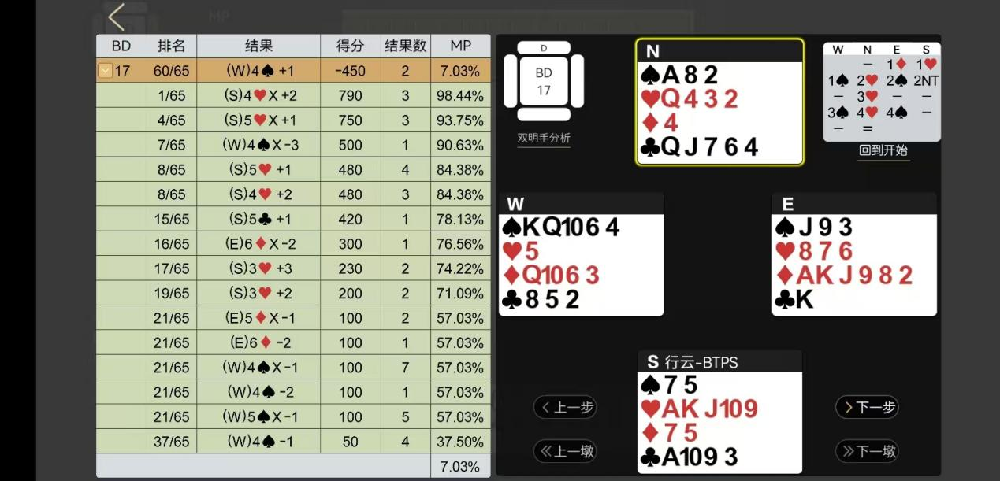 MP
BD 排名 结果 得分 结果数 MP
17 60/65 (W)4♠ +1 -450 2 7.03%
1/65 (S)4♥X +2 790 3 98.44%
4/65 (S)5♥X +1 750 3 93.75%
7/65 (W)4♠X -3 500 1 90.63%
8/65 (S)5♥ +1 480 4 84.38%
8/65 (S)4♥ +2 480 3 84.38%
15/65 (S)5♣ +1 420 1 78.13%
16/65 (E)6♦X -2 300 1 76.56%
17/65 (S)3♥ +3 230 2 74.22%
19/65 (S)3♥ +2 200 2 71.09%
21/65 (E)5♦X -1 100 2 57.03%
21/65 (E)6♦ -2 100 1 57.03%
21/65 (W)4♠X -1 100 7 57.03%
21/65 (W)4♠ -2 100 1 57.03%
21/65 (W)5♠X -1 100 5 57.03%
37/65 (W)4♠ -1 50 4 37.50%
7.03%
D
BD
17
双明手分析
N
♠A 8 2
♥Q 4 3 2
♦4
♣Q J 7 6 4
W N E S
– 1♦ 1♥
1♠ 2♥ 2♠ 2NT
– 3♥ – –
3♠ 4♥ 4♠ –
– =
回到开始
W
♠K Q 10 6 4
♥5
♦Q 10 6 3
♣8 5 2
E
♠J 9 3
♥8 7 6
♦A K J 9 8 2
♣K
S 行云-BTPS
♠7 5
♥A K J 10 9
♦7 5
♣A 10 9 3
上一步
下一步
上一墩
下一墩